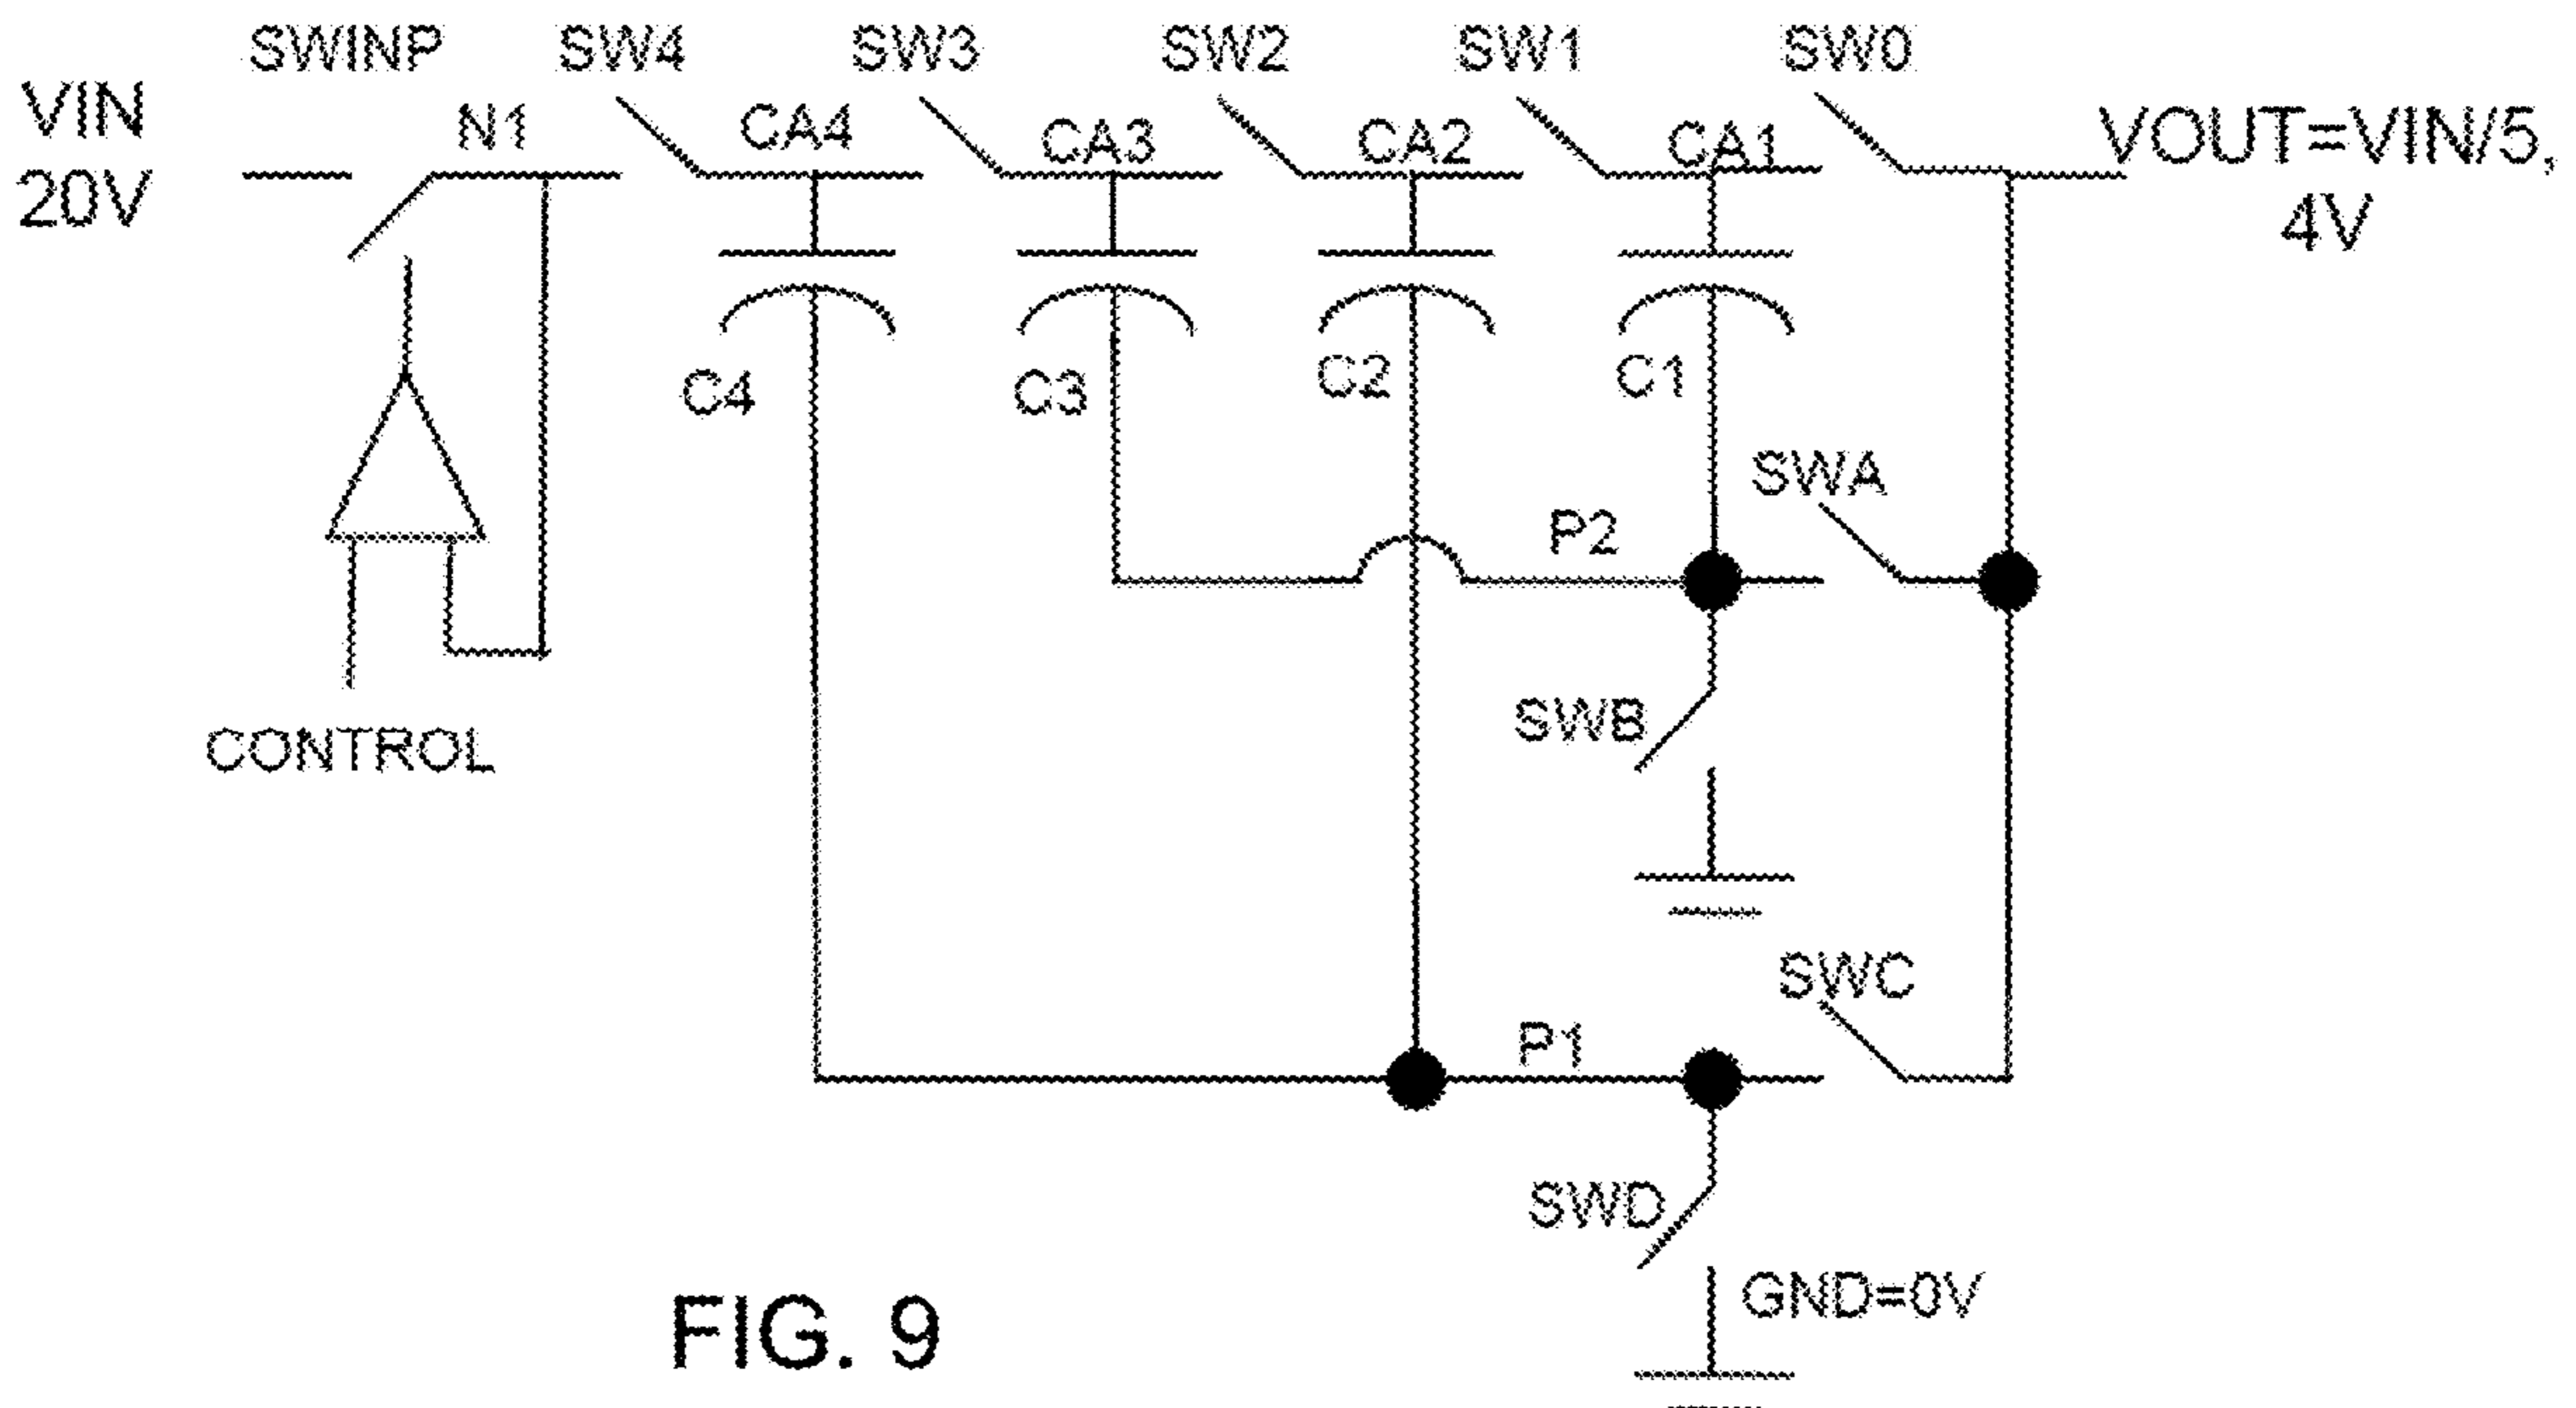 SWINP
SW4
SW3
SW2
SW1
SW0
VIN
20V
N1
CA4
CA3
CA2
CA1
VOUT=VIN/5,
4V
C4
C3
C2
C1
SWA
P2
SWB
CONTROL
SWC
P1
SWD
GND=0V
FIG. 9